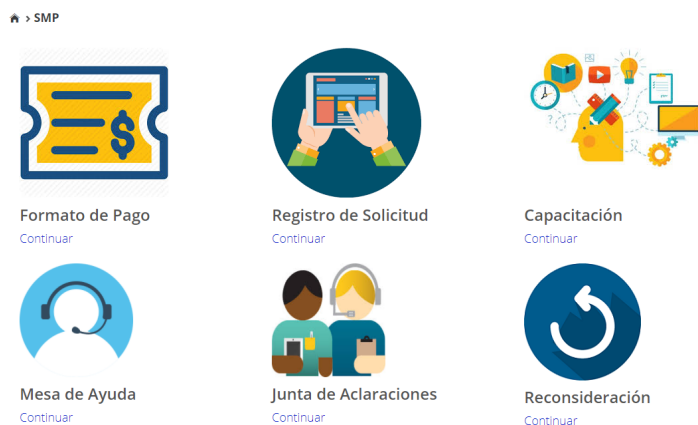 > SMP
Formato de Pago
Continuar
Registro de Solicitud
Continuar
Capacitación
Continuar
Mesa de Ayuda
Continuar
Junta de Aclaraciones
Continuar
Reconsideración
Continuar